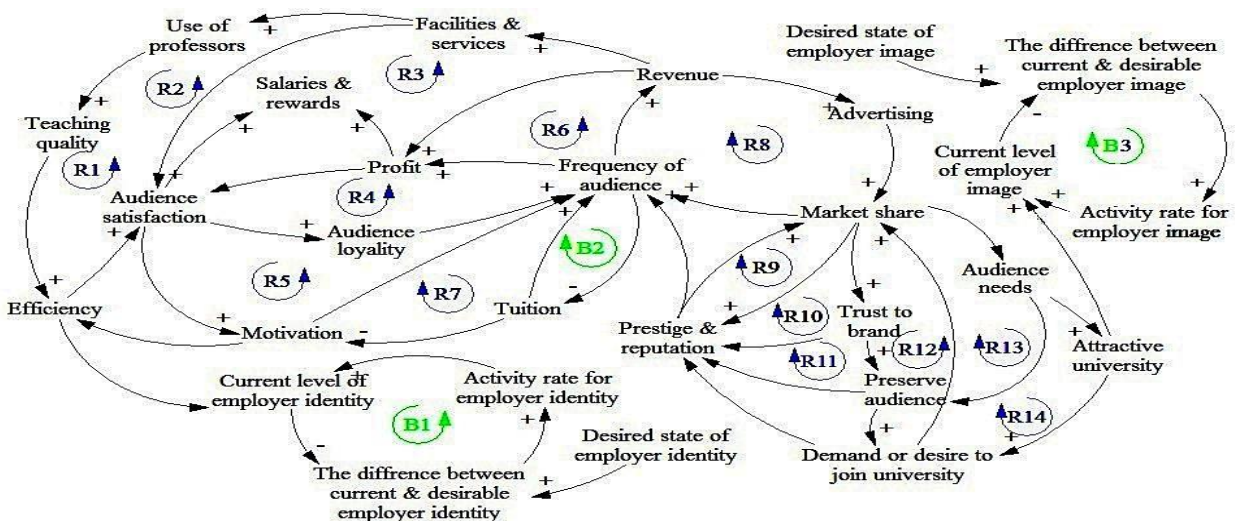 Use of
professors
Facilities &
services
Desired state of
employer image
The diffrence between
current & desirable
employer image
R2
R3
Salaries &
rewards
Revenue
Advertising
Teaching
quality
R1
R6
R8
B3
Profit
Frequency of
audience
Current level
of employer
image
Audience
satisfaction
R4
Audience
loyality
Market share
Activity rate for
employer image
B2
R5
R7
R9
Audience
needs
Efficiency
Motivation
Tuition
Prestige &
reputation
R10
Trust to
brand
R11
R12
R13
Attractive
university
Current level of
employer identity
Activity rate for
employer identity
Preserve
audience
B1
R14
Desired state of
employer identity
Demand or desire to
join university
The diffrence between
current & desirable
employer identity